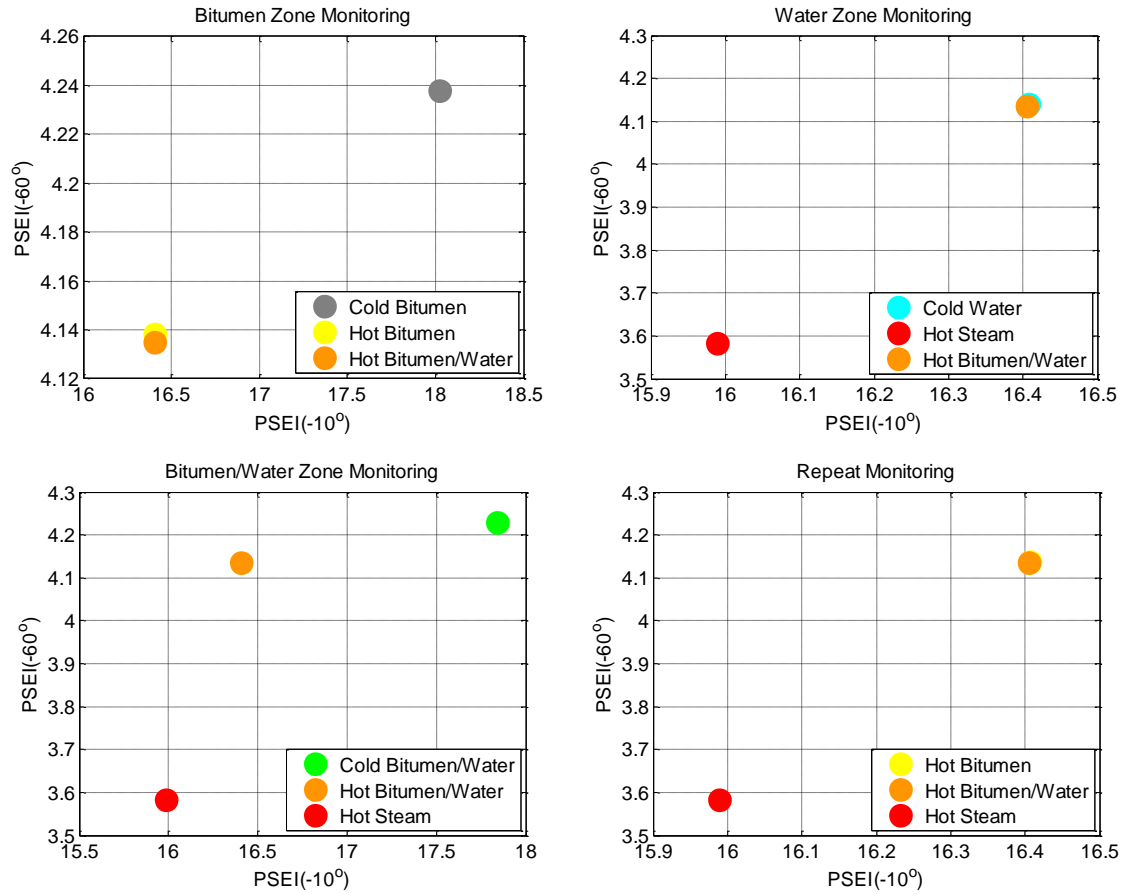 Bitumen Zone Monitoring
4.26
4.24
4.22
4.2
4.18
4.16
4.14
4.12
PSEI(-60°)
Cold Bitumen
Hot Bitumen
Hot Bitumen/Water
16 16.5 17 17.5 18 18.5
PSEI(-10°)
Water Zone Monitoring
4.3
4.2
4.1
4
3.9
3.8
3.7
3.6
3.5
PSEI(-60°)
Cold Water
Hot Steam
Hot Bitumen/Water
15.9 16 16.1 16.2 16.3 16.4 16.5
PSEI(-10°)
Bitumen/Water Zone Monitoring
4.3
4.2
4.1
4
3.9
3.8
3.7
3.6
3.5
PSEI(-60°)
Cold Bitumen/Water
Hot Bitumen/Water
Hot Steam
15.5 16 16.5 17 17.5 18
PSEI(-10°)
Repeat Monitoring
4.3
4.2
4.1
4
3.9
3.8
3.7
3.6
3.5
PSEI(-60°)
Hot Bitumen
Hot Bitumen/Water
Hot Steam
15.9 16 16.1 16.2 16.3 16.4 16.5
PSEI(-10°)